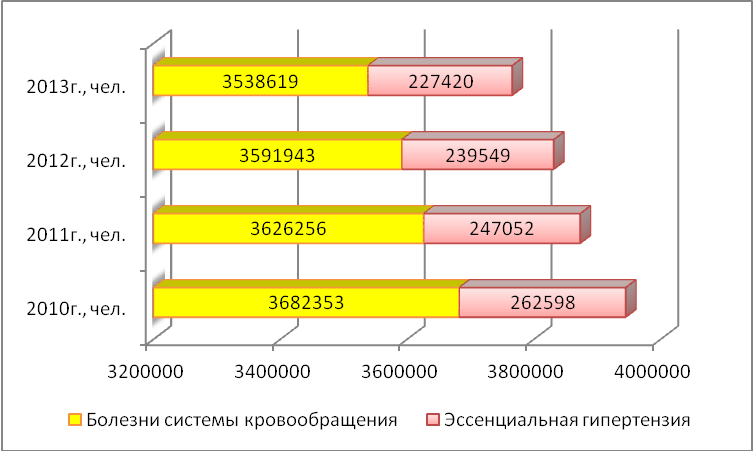 2013г., чел.
3538619
227420
2012г., чел.
3591943
239549
2011г., чел.
3626256
247052
2010г., чел.
3682353
262598
3200000 3400000 3600000 3800000 4000000
Болезни системы кровообращения Эссенциальная гипертензия